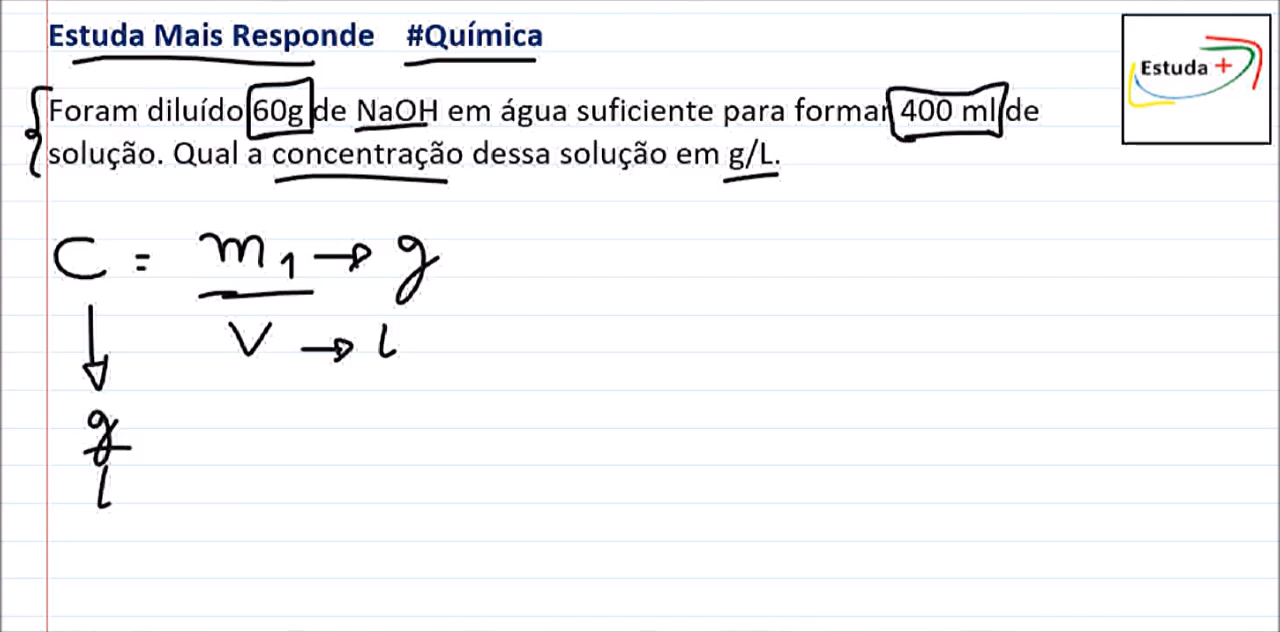 Estuda Mais Responde #Química
Estuda +
Foram diluído 60g de NaOH em água suficiente para formar 400 ml de
solução. Qual a concentração dessa solução em g/L.
C = m1 → g
V → l
g
l